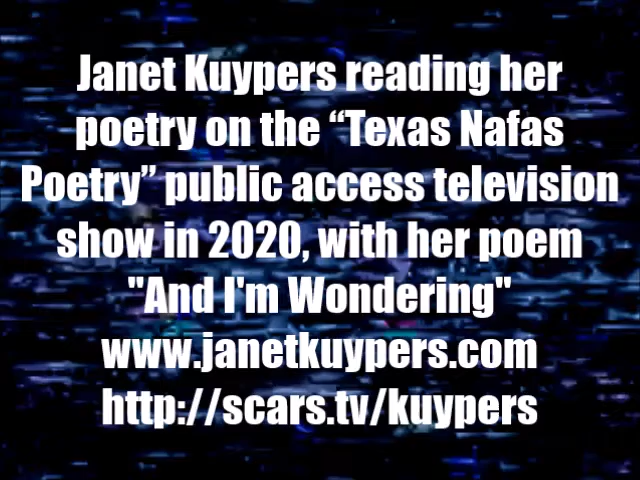 Janet Kuypers reading her
poetry on the “Texas Nafas
Poetry” public access television
show in 2020, with her poem
"And I'm Wondering"
www.janetkuypers.com
http://scars.tv/kuypers